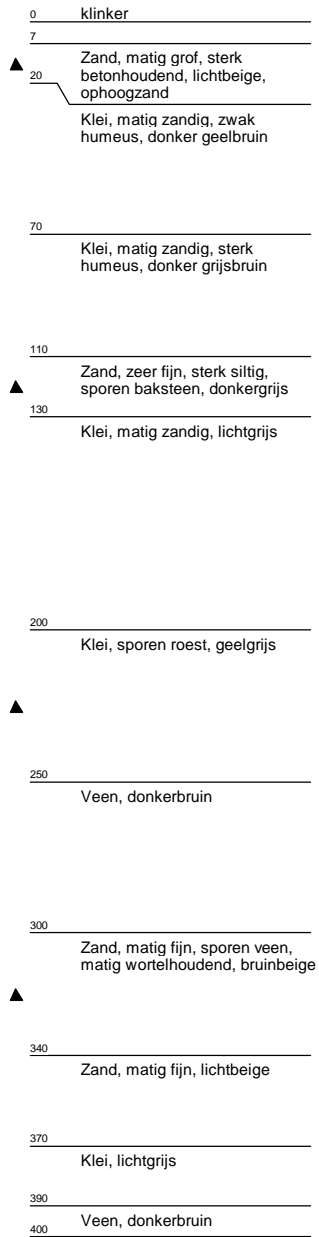 0 klinker
7
Zand, matig grof, sterk
20 betonhoudend, lichtbeige,
ophoogzand
Klei, matig zandig, zwak
humeus, donker geelbruin
70
Klei, matig zandig, sterk
humeus, donker grijsbruin
110
Zand, zeer fijn, sterk siltig,
sporen baksteen, donkergrijs
130
Klei, matig zandig, lichtgrijs
200
Klei, sporen roest, geelgrijs
250
Veen, donkerbruin
300
Zand, matig fijn, sporen veen,
matig wortelhoudend, bruinbeige
340
Zand, matig fijn, lichtbeige
370
Klei, lichtgrijs
390
Veen, donkerbruin
400